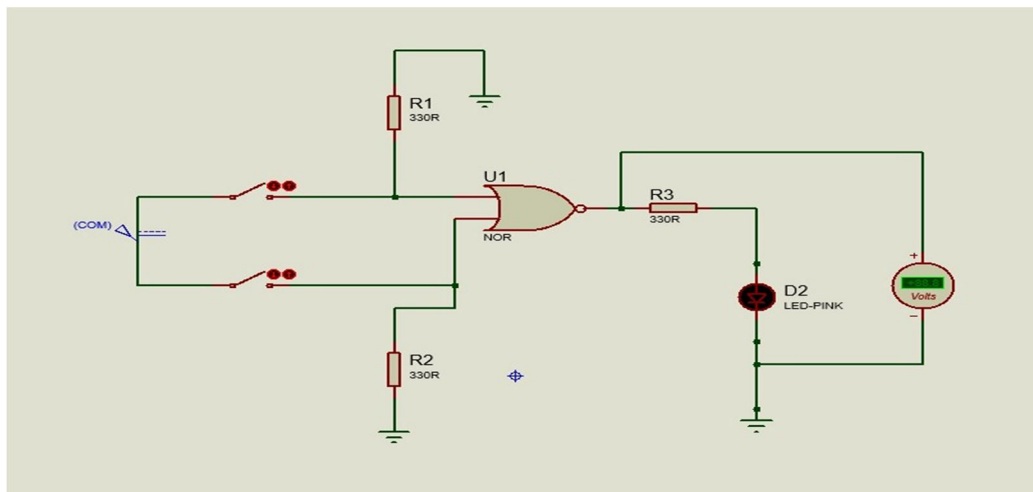 R1
330R
U1
NOR
(COM)
R3
330R
+
Volts
−
D2
LED-PINK
R2
330R